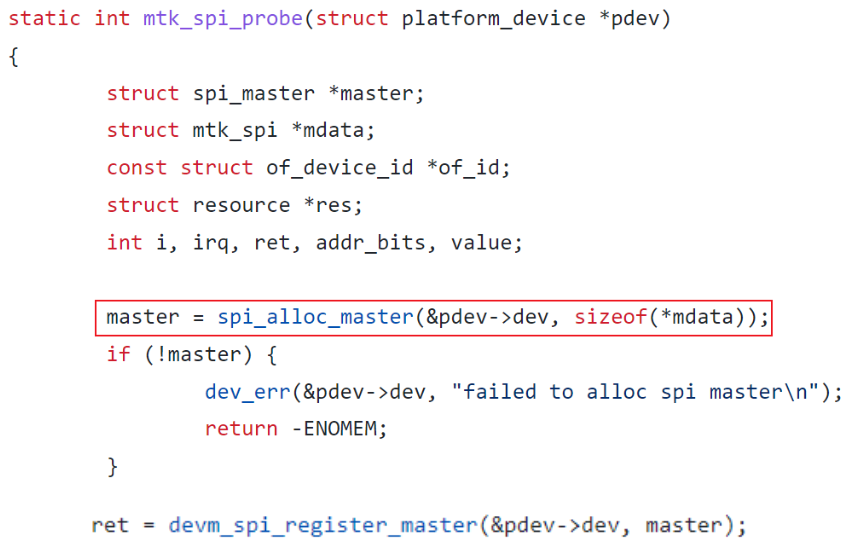 static int mtk_spi_probe(struct platform_device *pdev)
{
struct spi_master *master;
struct mtk_spi *mdata;
const struct of_device_id *of_id;
struct resource *res;
int i, irq, ret, addr_bits, value;
master = spi_alloc_master(&pdev->dev, sizeof(*mdata));
if (!master) {
dev_err(&pdev->dev, "failed to alloc spi master\n");
return -ENOMEM;
}
ret = devm_spi_register_master(&pdev->dev, master);